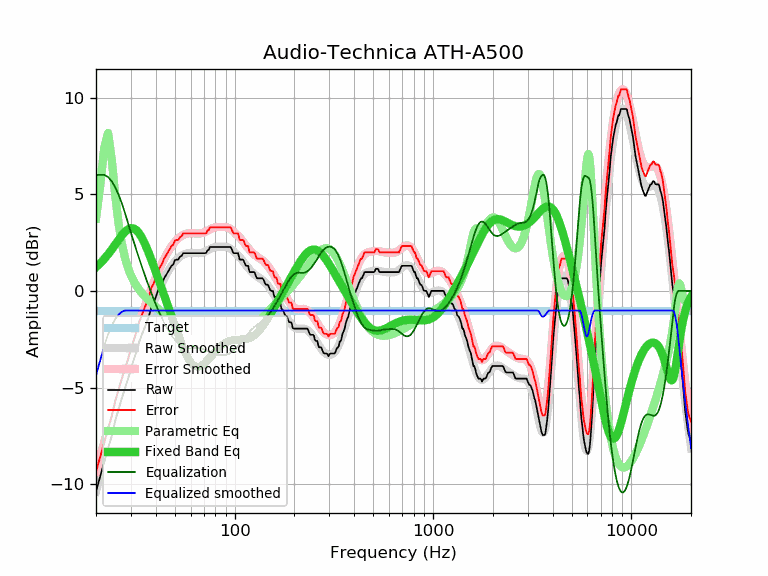 Audio-Technica ATH-A500
Amplitude (dBr)
10
5
0
−5
−10
Target
Raw Smoothed
Error Smoothed
Raw
Error
Parametric Eq
Fixed Band Eq
Equalization
Equalized smoothed
100 1000 10000
Frequency (Hz)